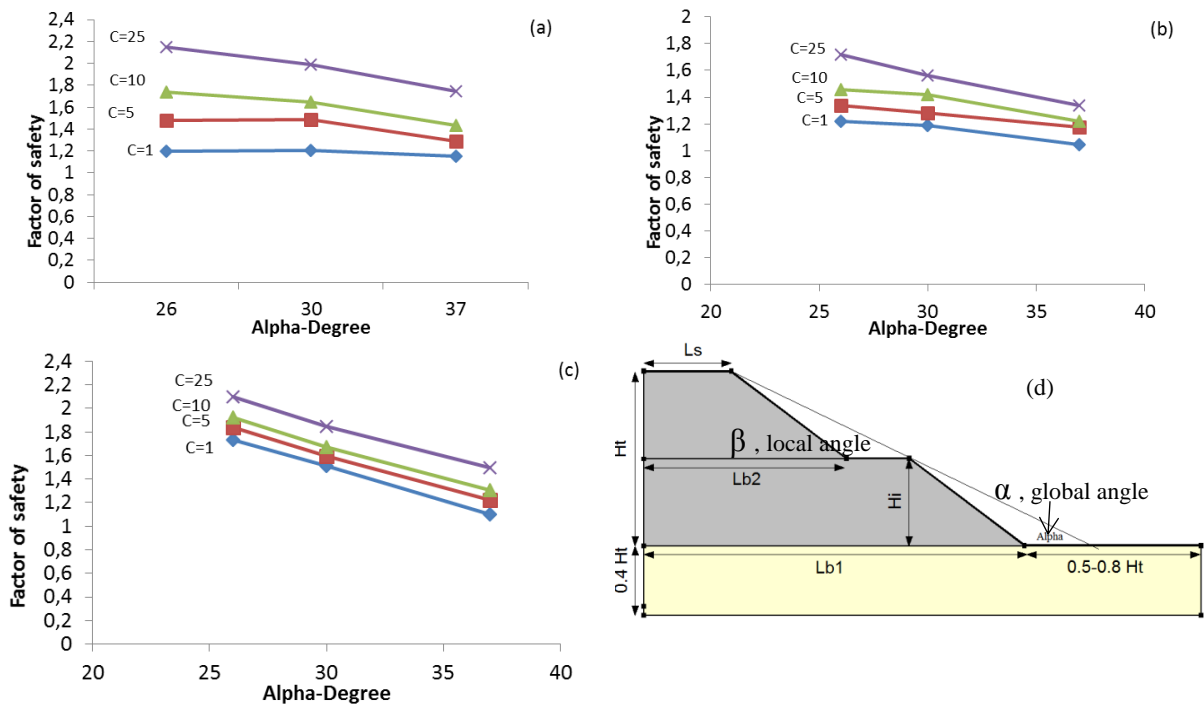 (a)
Factor of safety
2,4
2,2
2
1,8
1,6
1,4
1,2
1
0,8
0,6
0,4
0,2
0
C=25
C=10
C=5
C=1
26 30 37
Alpha-Degree
(b)
Factor of safety
2
1,8
1,6
1,4
1,2
1
0,8
0,6
0,4
0,2
0
C=25
C=10
C=5
C=1
20 25 30 35 40
Alpha-Degree
(c)
Factor of safety
2,4
2,2
2
1,8
1,6
1,4
1,2
1
0,8
0,6
0,4
0,2
0
C=25
C=10
C=5
C=1
20 25 30 35 40
Alpha-Degree
(d)
Ls
Ht
β , local angle
Lb2
Hi
α , global angle
Alpha
Lb1
0.5-0.8 Ht
0.4 Ht